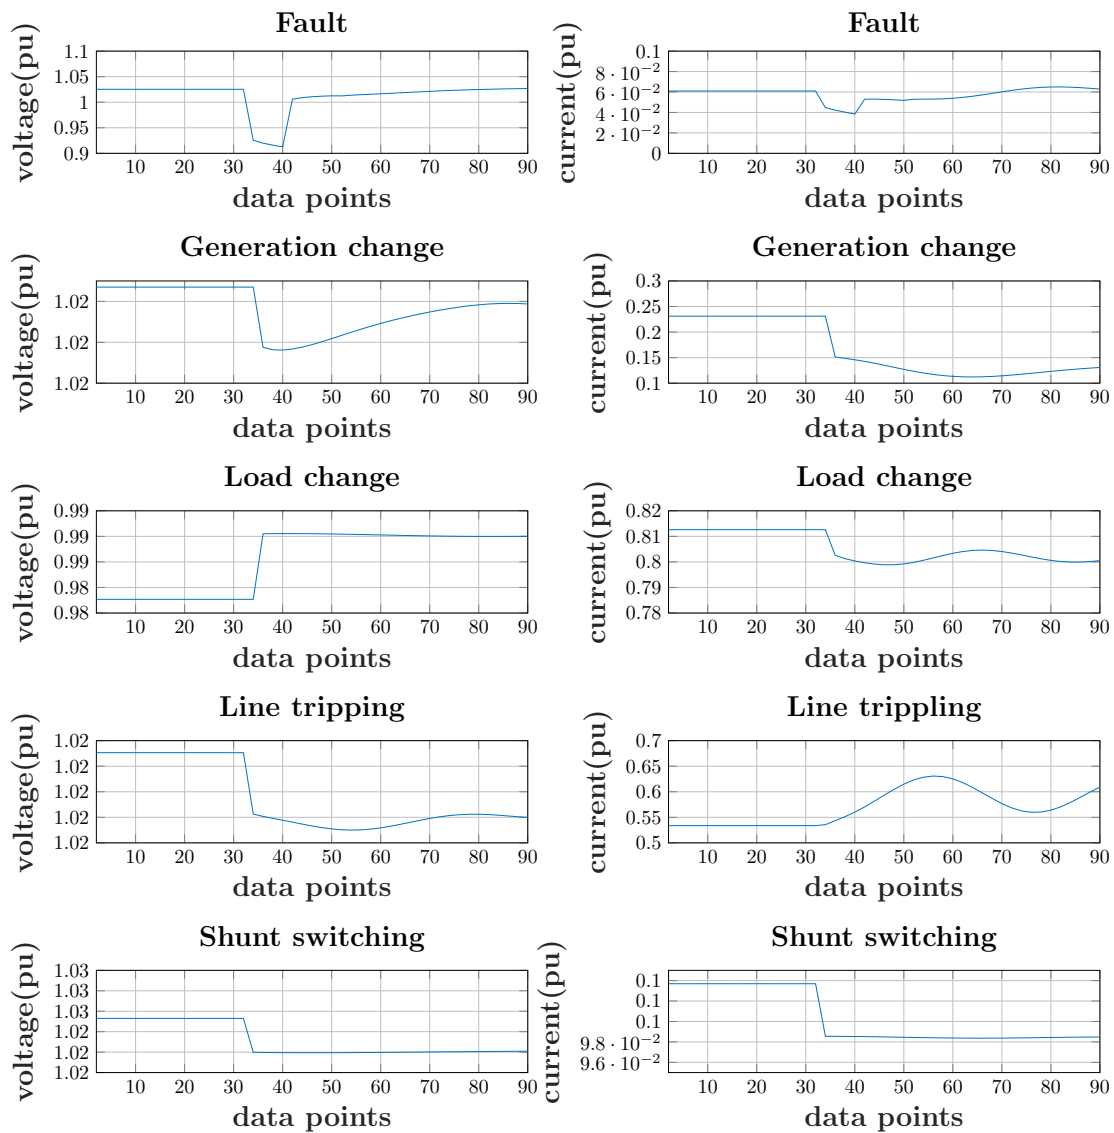 Fault
voltage(pu)
1.1
1.05
1
0.95
0.9
10 20 30 40 50 60 70 80 90
data points
Fault
current(pu)
0.1
8 · 10⁻²
6 · 10⁻²
4 · 10⁻²
2 · 10⁻²
0
10 20 30 40 50 60 70 80 90
data points
Generation change
voltage(pu)
1.02
1.02
1.02
10 20 30 40 50 60 70 80 90
data points
Generation change
current(pu)
0.3
0.25
0.2
0.15
0.1
10 20 30 40 50 60 70 80 90
data points
Load change
voltage(pu)
0.99
0.99
0.99
0.98
0.98
10 20 30 40 50 60 70 80 90
data points
Load change
current(pu)
0.82
0.81
0.8
0.79
0.78
10 20 30 40 50 60 70 80 90
data points
Line tripping
voltage(pu)
1.02
1.02
1.02
1.02
1.02
10 20 30 40 50 60 70 80 90
data points
Line trippling
current(pu)
0.7
0.65
0.6
0.55
0.5
10 20 30 40 50 60 70 80 90
data points
Shunt switching
voltage(pu)
1.03
1.03
1.03
1.02
1.02
1.02
10 20 30 40 50 60 70 80 90
data points
Shunt switching
current(pu)
0.1
0.1
0.1
9.8 · 10⁻²
9.6 · 10⁻²
10 20 30 40 50 60 70 80 90
data points